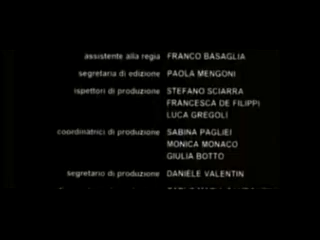 assistente alla regia FRANCO BASAGLIA
segretaria di edizione PAOLA MENGONI
ispettori di produzione STEFANO SCIARRA
FRANCESCA DE FILIPPI
LUCA GREGOLI
coordinatrici di produzione SABINA PAGLIEI
MONICA MONACO
GIULIA BOTTO
segretario di produzione DANIELE VALENTIN